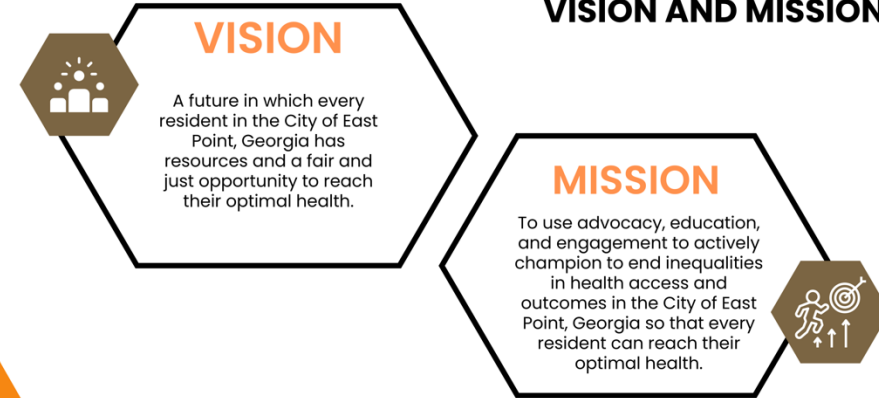 VISION AND MISSION
VISION
A future in which every
resident in the City of East
Point, Georgia has
resources and a fair and
just opportunity to reach
their optimal health.
MISSION
To use advocacy, education,
and engagement to actively
champion to end inequalities
in health access and
outcomes in the City of East
Point, Georgia so that every
resident can reach their
optimal health.